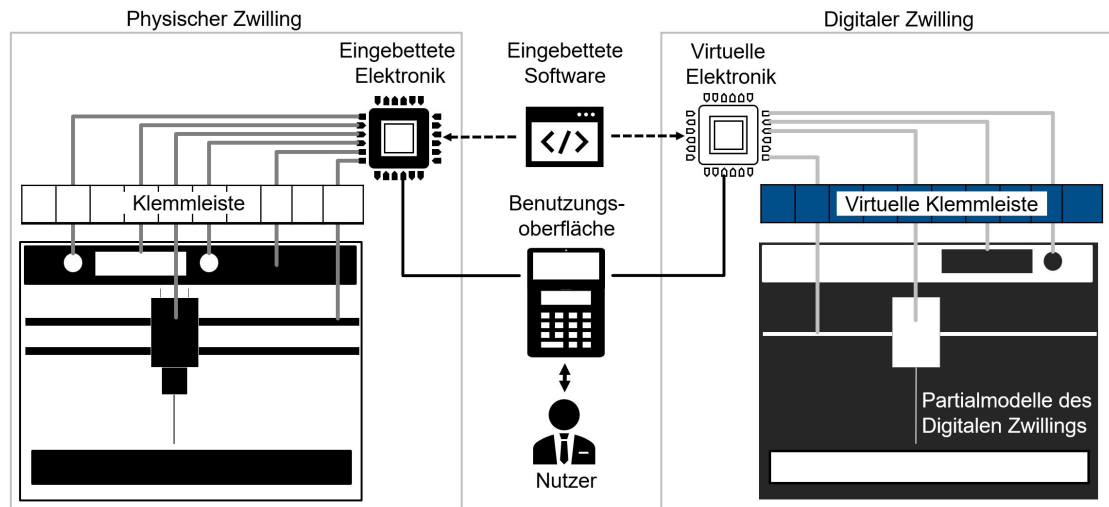 Physischer Zwilling
Digitaler Zwilling
Eingebettete
Elektronik
Eingebettete
Software
Virtuelle
Elektronik
</>
Klemmleiste
Benutzungs-
oberfläche
Virtuelle Klemmleiste
Partialmodelle des
Digitalen Zwillings
Nutzer